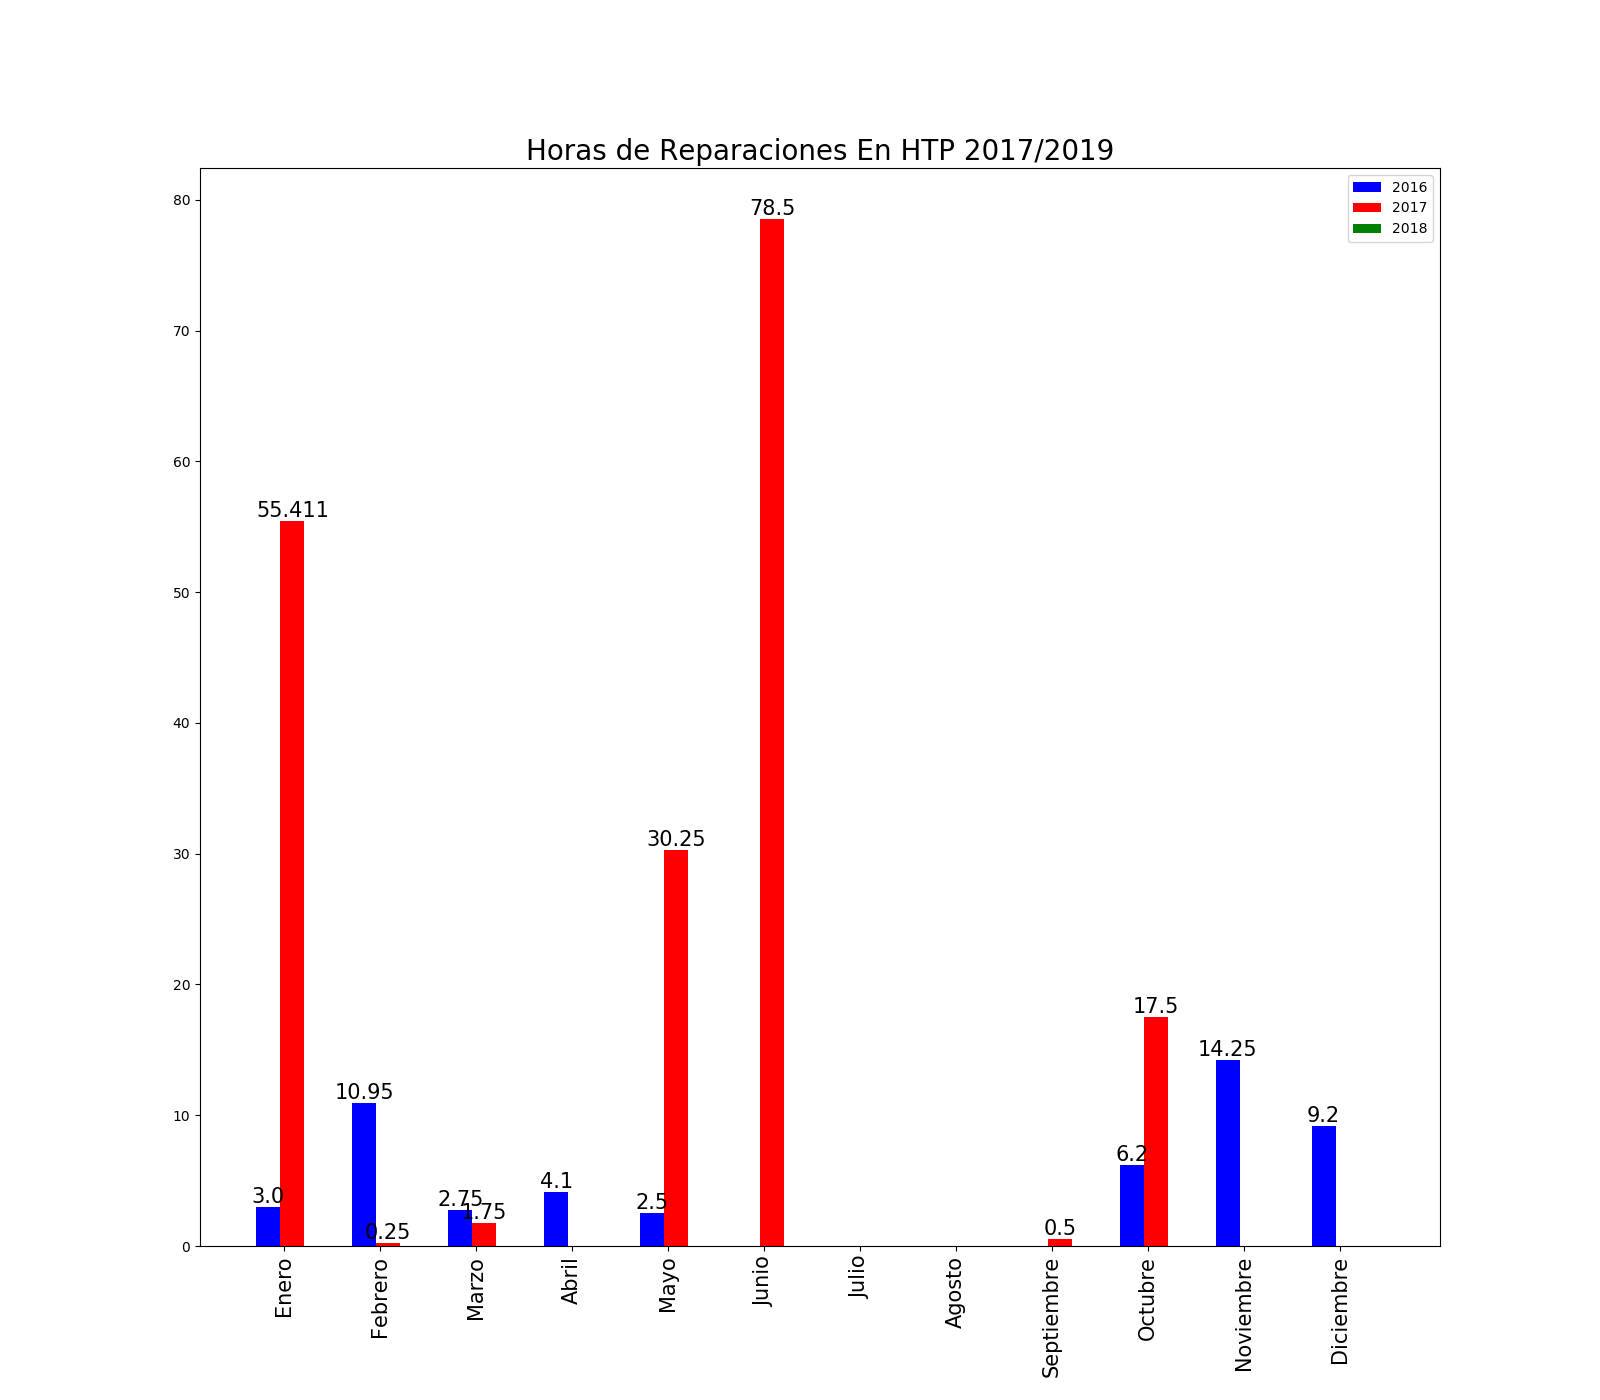 Horas de Reparaciones En HTP 2017/2019
2016
2017
2018
80
70
60
50
40
30
20
10
0
3.0
55.411
10.95
0.25
2.75
1.75
4.1
2.5
30.25
78.5
0.5
6.2
17.5
14.25
9.2
Enero
Febrero
Marzo
Abril
Mayo
Junio
Julio
Agosto
Septiembre
Octubre
Noviembre
Diciembre